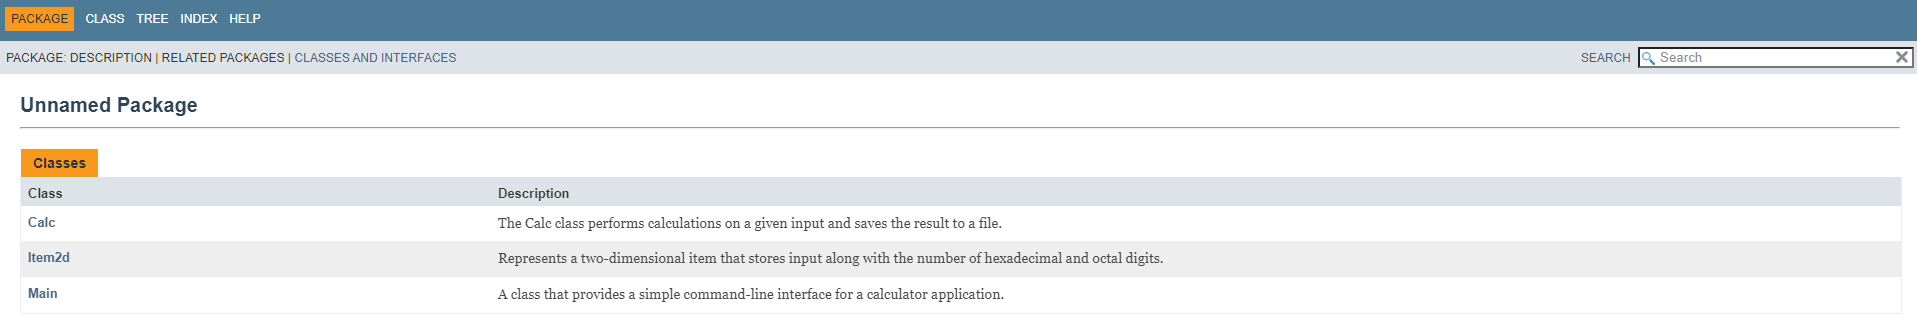 PACKAGE CLASS TREE INDEX HELP
PACKAGE: DESCRIPTION | RELATED PACKAGES | CLASSES AND INTERFACES SEARCH Search
Unnamed Package
Classes
Class Description
Calc The Calc class performs calculations on a given input and saves the result to a file.
Item2d Represents a two-dimensional item that stores input along with the number of hexadecimal and octal digits.
Main A class that provides a simple command-line interface for a calculator application.